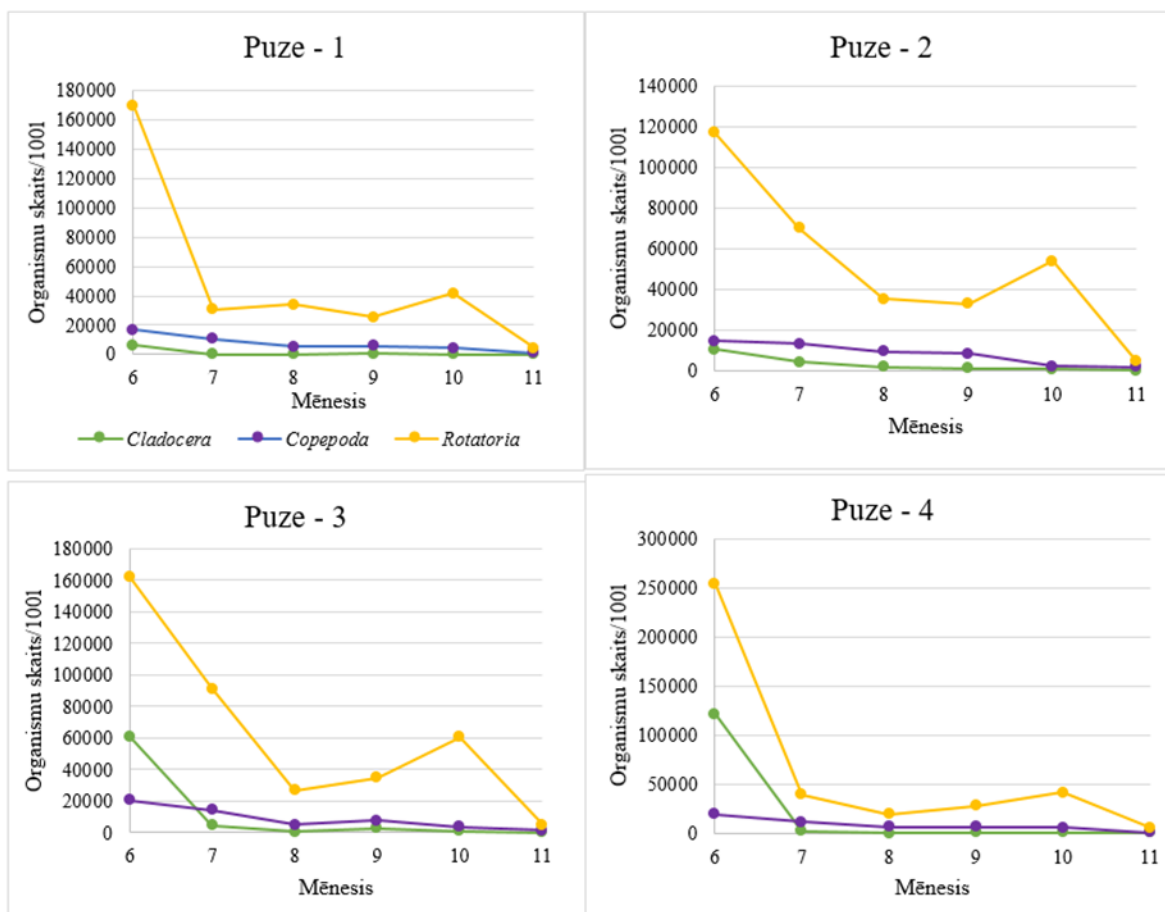 Puze - 1
Organismu skaits/100l
180000
160000
140000
120000
100000
80000
60000
40000
20000
0
6 7 8 9 10 11
Mēnesis
Cladocera Copepoda Rotatoria
Puze - 2
Organismu skaits/100l
140000
120000
100000
80000
60000
40000
20000
0
6 7 8 9 10 11
Mēnesis
Puze - 3
Organismu skaits/100l
180000
160000
140000
120000
100000
80000
60000
40000
20000
0
6 7 8 9 10 11
Mēnesis
Puze - 4
Organismu skaits/100l
300000
250000
200000
150000
100000
50000
0
6 7 8 9 10 11
Mēnesis